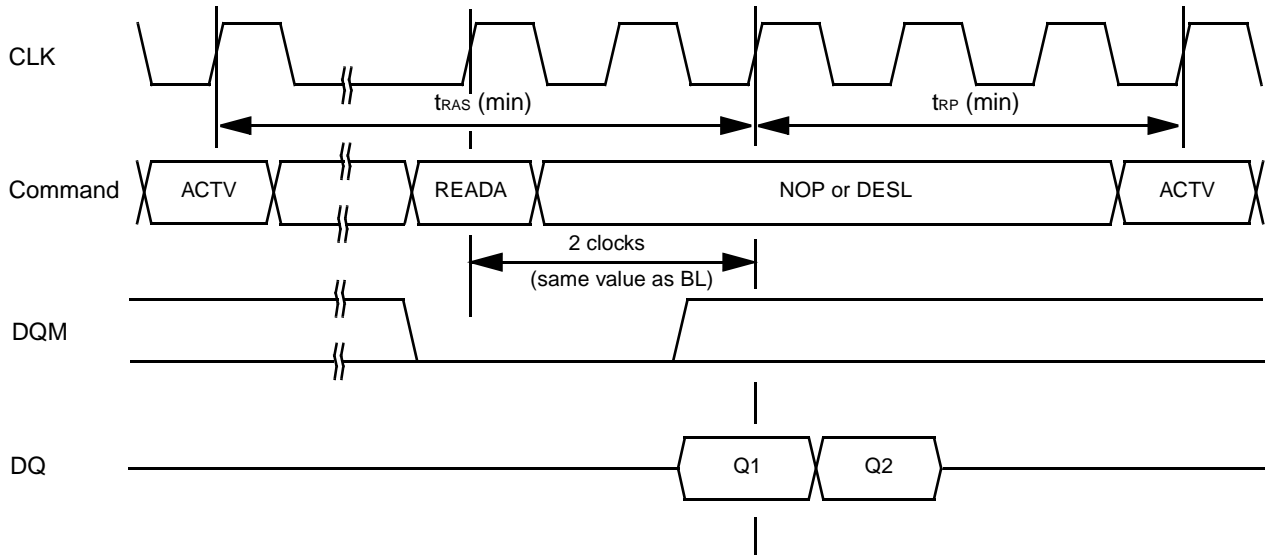 CLK
tRAS (min)
tRP (min)
Command
ACTV
READA
NOP or DESL
ACTV
2 clocks
(same value as BL)
DQM
DQ
Q1
Q2